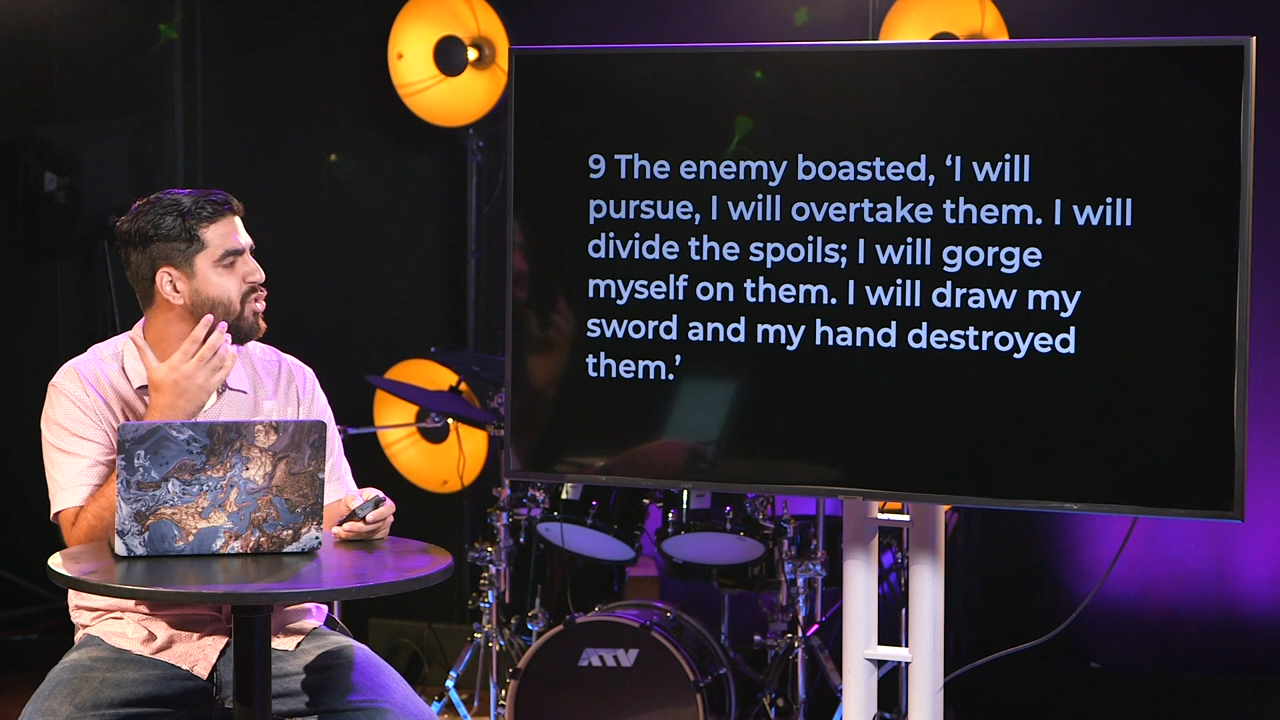 9 The enemy boasted, ‘I will
pursue, I will overtake them. I will
divide the spoils; I will gorge
myself on them. I will draw my
sword and my hand destroyed
them.’
ATV